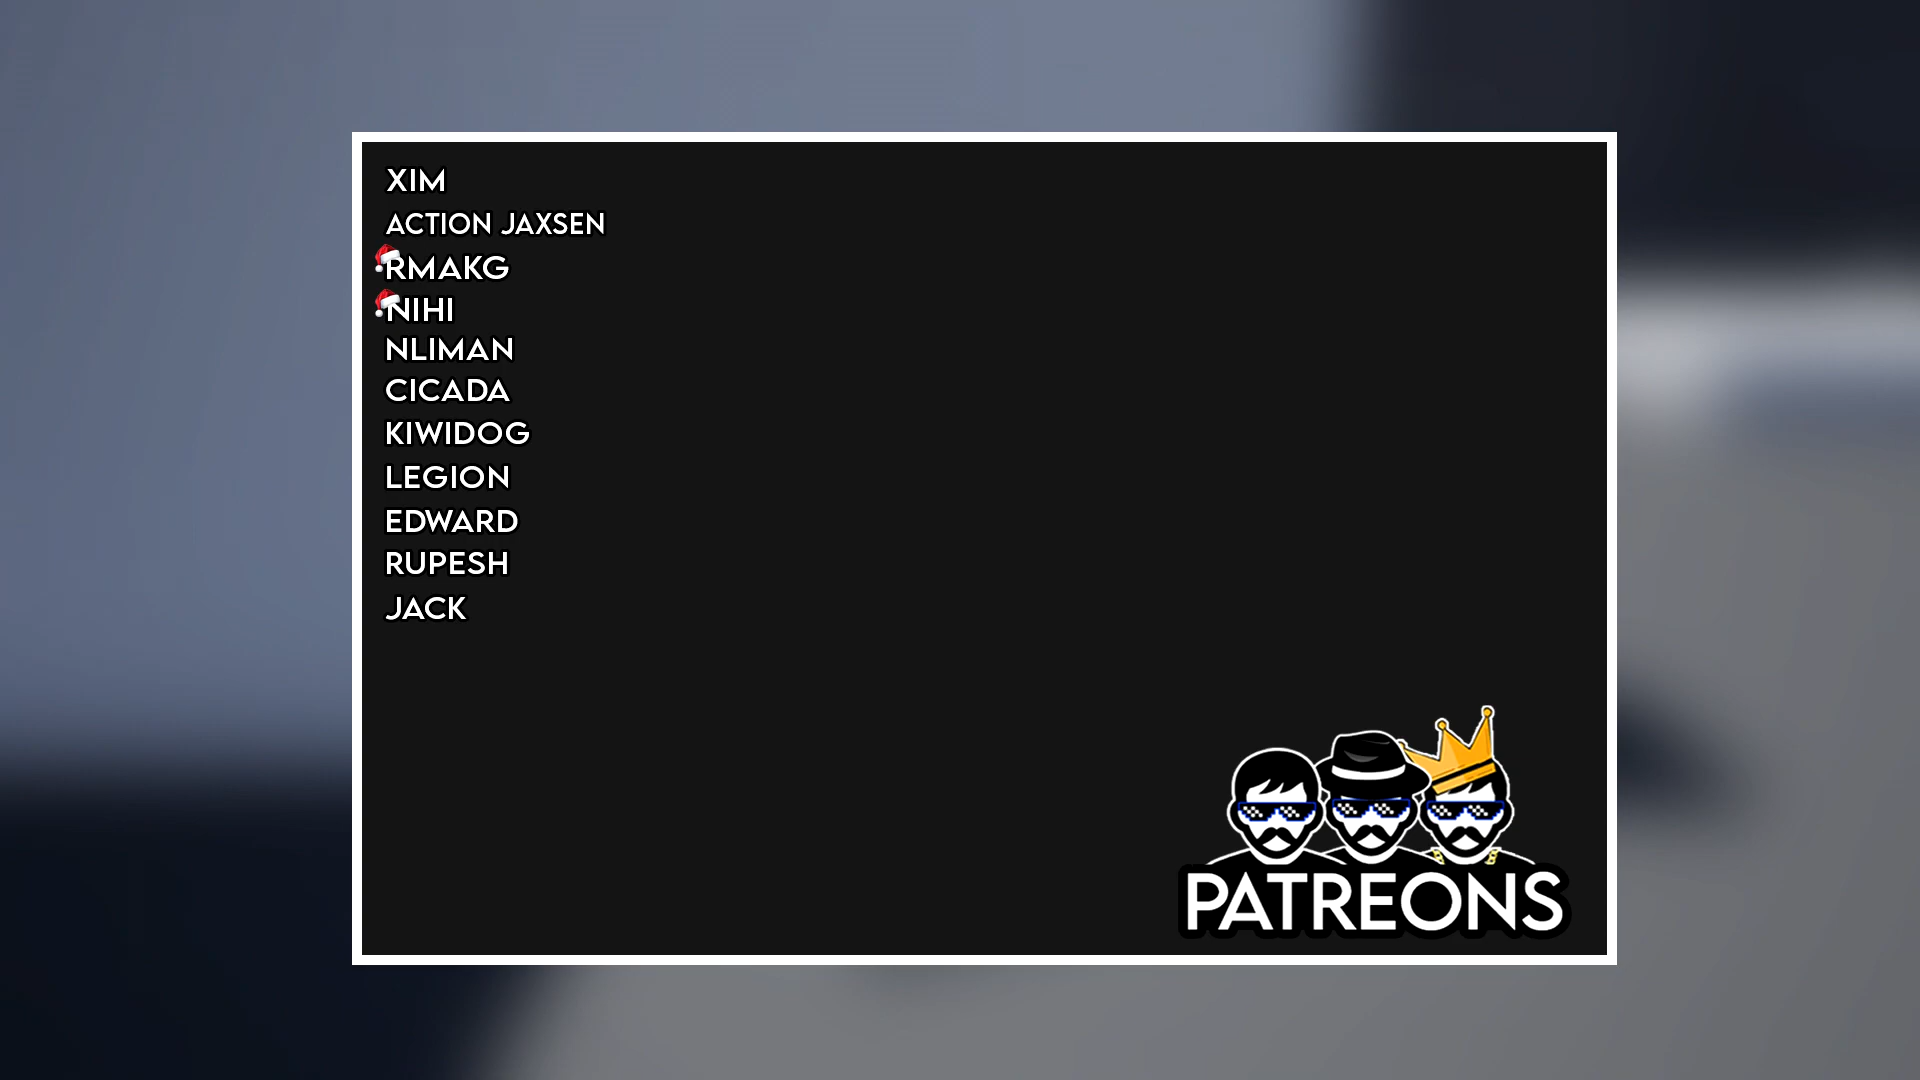 XIM
ACTION JAXSEN
RMAKG
NIHI
NLIMAN
CICADA
KIWIDOG
LEGION
EDWARD
RUPESH
JACK
PATREONS